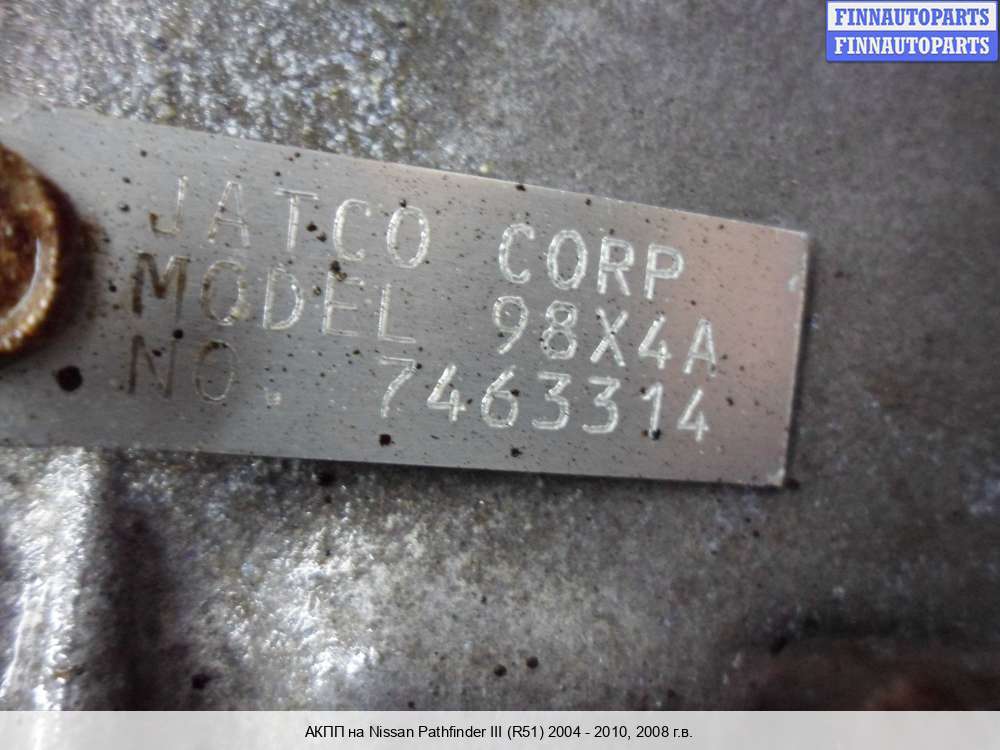 FINNAUTOPARTS
FINNAUTOPARTS
JATCO CORP
MODEL 98X4A
NO. 7463314
АКПП на Nissan Pathfinder III (R51) 2004 - 2010, 2008 г.в.